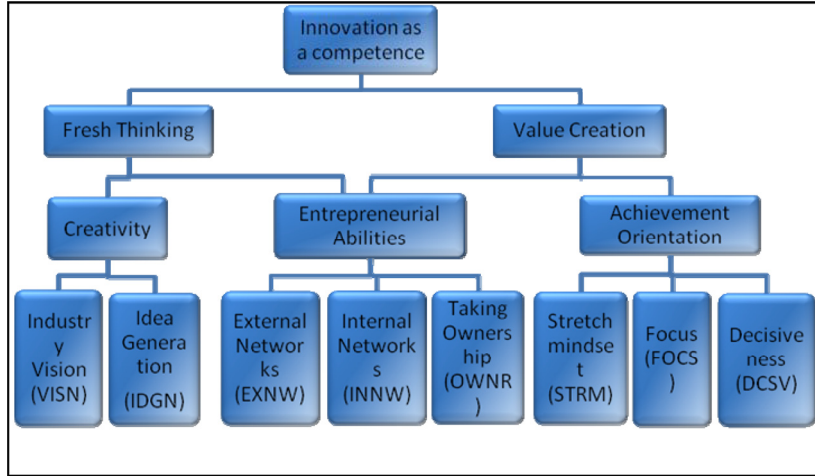 Innovation as
a competence
Fresh Thinking
Value Creation
Creativity
Entrepreneurial
Abilities
Achievement
Orientation
Industr
y
Vision
(VISN)
Idea
Genera
tion
(IDGN)
External
Networ
ks
(EXNW)
Internal
Network
s
(INNW)
Taking
Owners
hip
(OWNR
)
Stretch
mindse
t
(STRM)
Focus
(FOCS
)
Decisive
ness
(DCSV)